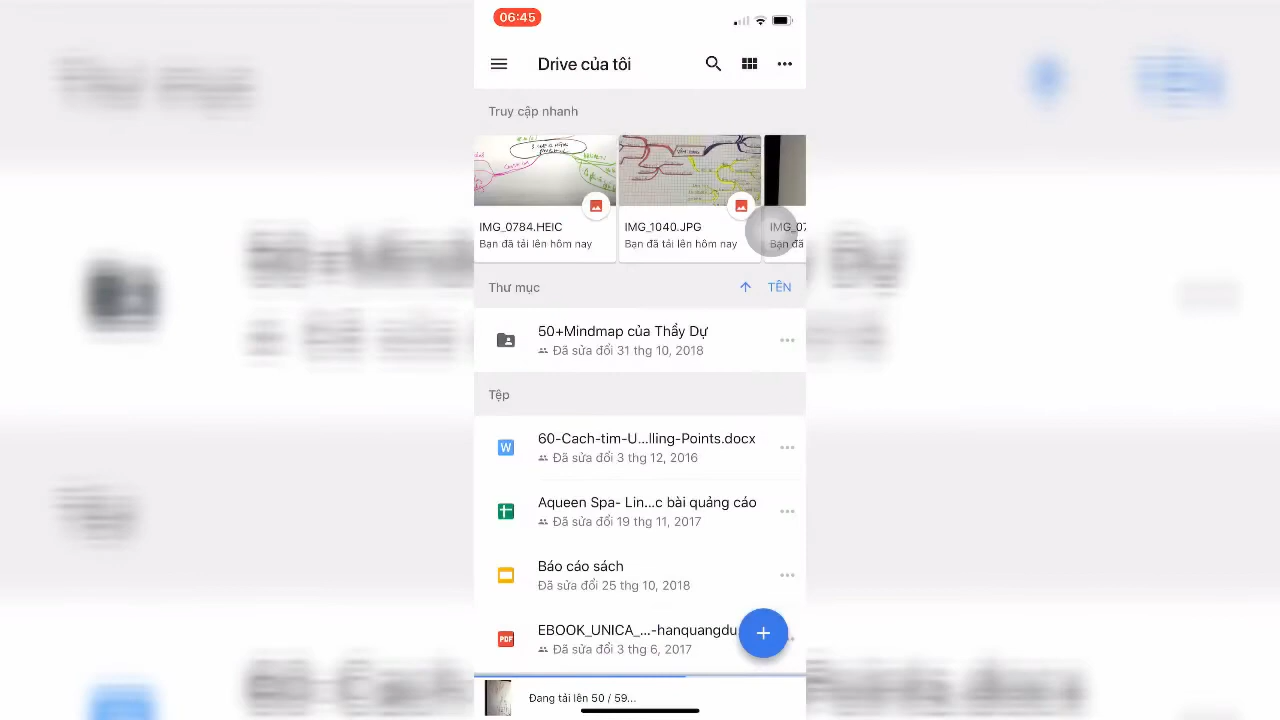 06:45
Drive của tôi
Truy cập nhanh
IMG_0784.HEIC
Bạn đã tải lên hôm nay
IMG_1040.JPG
Bạn đã tải lên hôm nay
IMG_07
Bạn đã
Thư mục
TÊN
50+Mindmap của Thầy Dự
Đã sửa đổi 31 thg 10, 2018
Tệp
60-Cach-tim-U...lling-Points.docx
Đã sửa đổi 3 thg 12, 2016
Aqueen Spa- Lin...c bài quảng cáo
Đã sửa đổi 19 thg 11, 2017
Báo cáo sách
Đã sửa đổi 25 thg 10, 2018
EBOOK_UNICA_...-hanquangdu
Đã sửa đổi 3 thg 6, 2017
Đang tải lên 50 / 59...